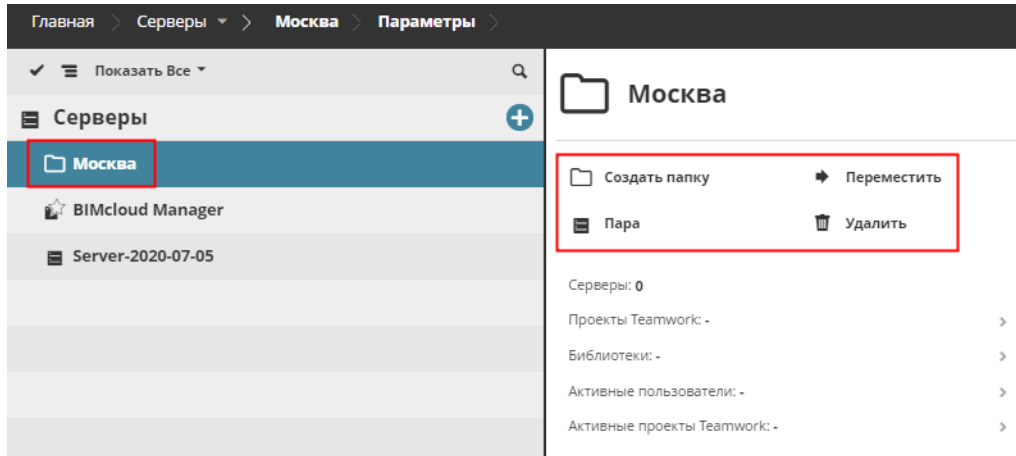 Главная > Серверы > Москва > Параметры >
Показать Все
Серверы
Москва
BIMcloud Manager
Server-2020-07-05
Москва
Создать папку
Переместить
Пара
Удалить
Серверы: 0
Проекты Teamwork: -
Библиотеки: -
Активные пользователи: -
Активные проекты Teamwork: -